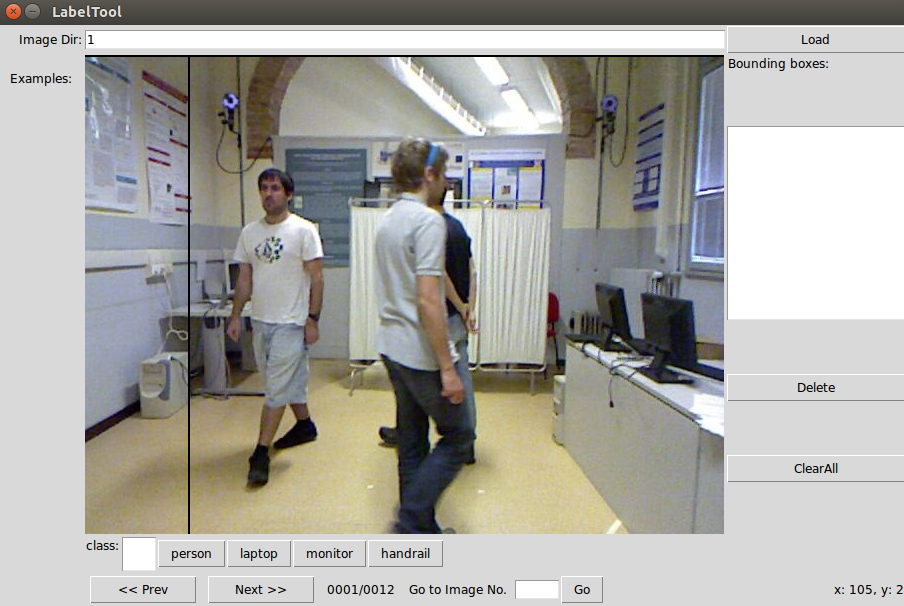 LabelTool
Image Dir: 1 Load
Examples:
Bounding boxes:
Delete
ClearAll
class: person laptop monitor handrail
<< Prev Next >> 0001/0012 Go to Image No. Go x: 105, y: 2